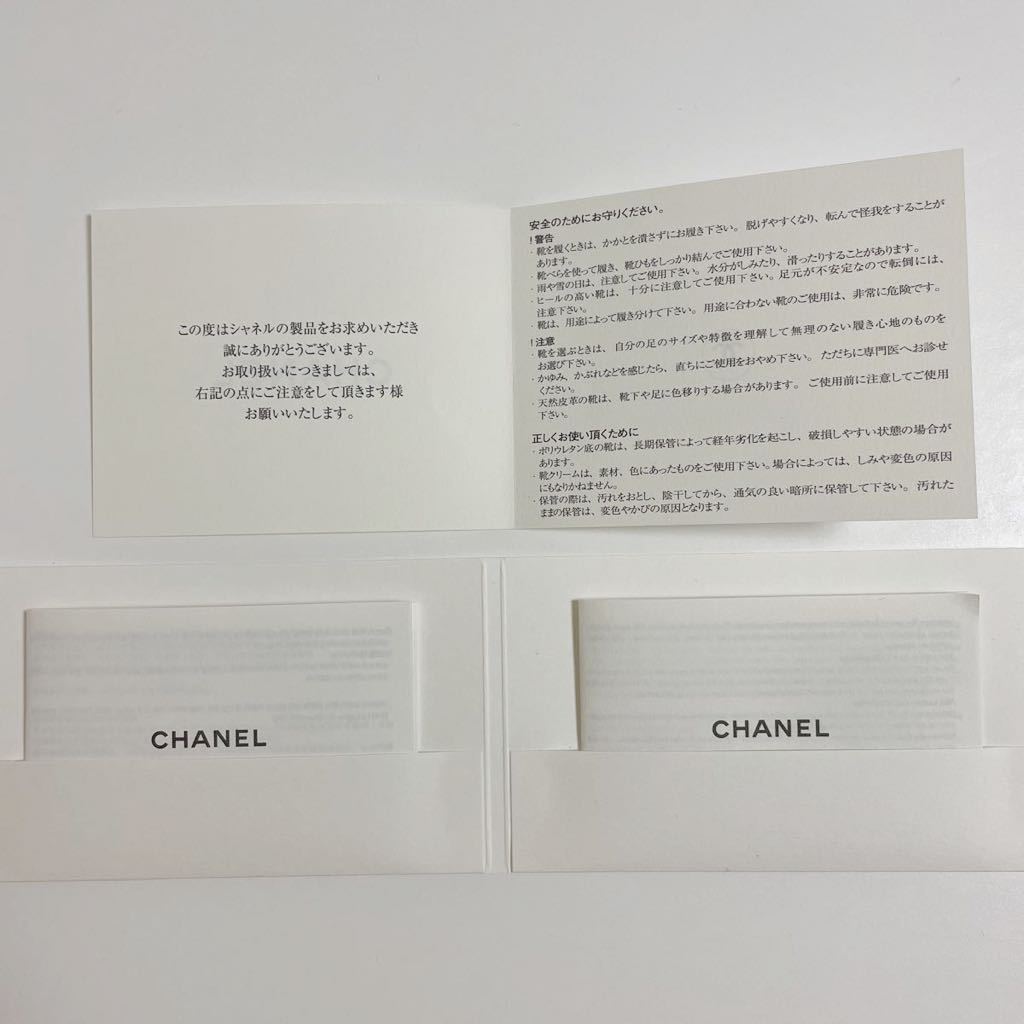 この度はシャネルの製品をお求めいただき
誠にありがとうございます。
お取り扱いにつきましては、
右記の点にご注意をして頂きます様
お願いいたします。
安全のためにお守りください。
！警告
・靴を履くときは、かかとを潰さずにお履き下さい。脱げやすくなり、転んで怪我をすることが
あります。
・靴べらを使って履き、靴ひもをしっかり結んでご使用下さい。
・雨や雪の日は、注意してご使用下さい。水分がしみたり、滑ったりすることがあります。
・ヒールの高い靴は、十分に注意してご使用下さい。足元が不安定なので転倒には、
注意下さい。
・靴は、用途によって履き分けて下さい。用途に合わない靴のご使用は、非常に危険です。
！注意
・靴を選ぶときは、自分の足のサイズや特徴を理解して無理のない履き心地のものを
お選び下さい。
・かゆみ、かぶれなどを感じたら、直ちにご使用をおやめ下さい。ただちに専門医へお診せ
ください。
・天然皮革の靴は、靴下や足に色移りする場合があります。ご使用前に注意してご使用
下さい。
正しくお使い頂くために
・ポリウレタン底の靴は、長期保管によって経年劣化を起こし、破損しやすい状態の場合が
あります。
・靴クリームは、素材、色にあったものをご使用下さい。場合によっては、しみや変色の原因
にもなりかねません。
・保管の際は、汚れをおとし、陰干してから、通気の良い暗所に保管して下さい。汚れた
ままの保管は、変色やかびの原因となります。
CHANEL
CHANEL